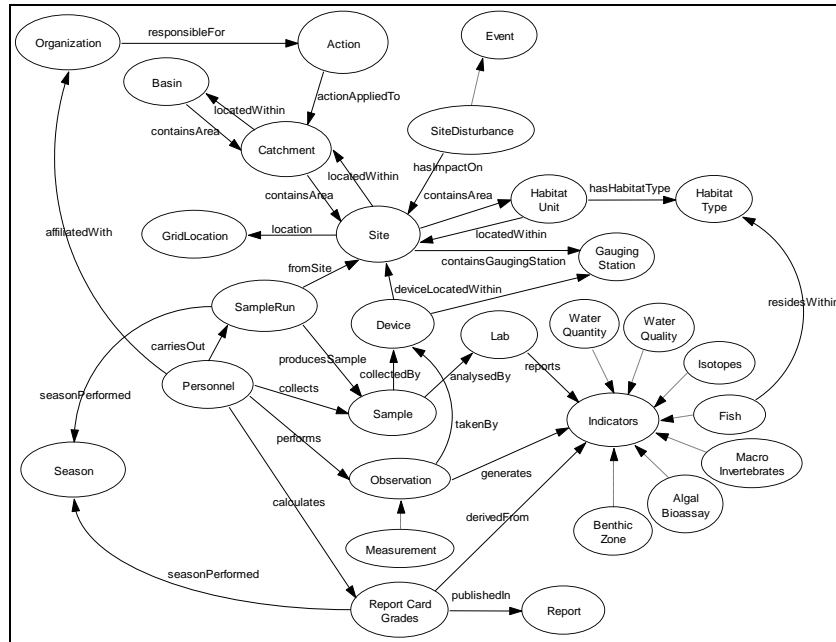 responsibleFor
Event
Organization
Action
Basin
actionAppliedTo
locatedWithin
SiteDisturbance
containsArea
Catchment
hasImpactOn
locatedWithin
containsArea
containsArea
Habitat
Unit
hasHabitatType
Habitat
Type
affiliatedWith
GridLocation
location
Site
locatedWithin
containsGaugingStation
Gauging
Station
fromSite
deviceLocatedWithin
SampleRun
Device
Lab
Water
Quantity
Water
Quality
residesWithin
carriesOut
producesSample
collectedBy
analysedBy
reports
Isotopes
Personnel
collects
seasonPerformed
Sample
takenBy
Indicators
Fish
performs
Season
Observation
generates
Macro
Invertebrates
calculates
derivedFrom
Algal
Bioassay
Benthic
Zone
Measurement
seasonPerformed
publishedIn
Report Card
Grades
Report